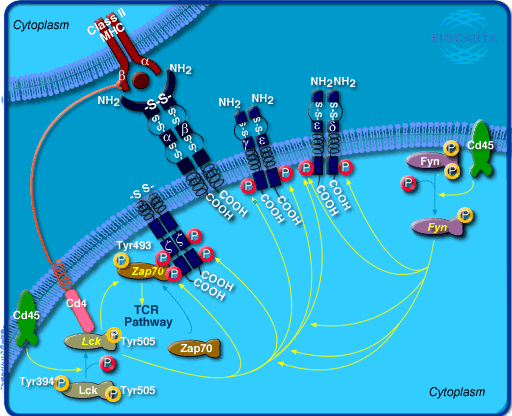 Cytoplasm
Class II
MHC
BIOCARTA
α
β
NH2
NH2
-S-S-
S-S
S-S
S-S
S-S
α
β
NH2
NH2
S-S
S-S
γ
ε
NH2 NH2
S-S
S-S
ε
δ
COOH
COOH
COOH
COOH
COOH
COOH
P
P
P
P
Cd45
P
Fyn
P
P
Fyn
P
-S-S-
ζ
ζ
P
P
COOH
COOH
Tyr493
P
Zap70
P
P
P
TCR
Pathway
Zap70
P
Cd4
Cd45
Lck
P
Tyr505
P
Tyr394
P
Lck
P
Tyr505
Cytoplasm